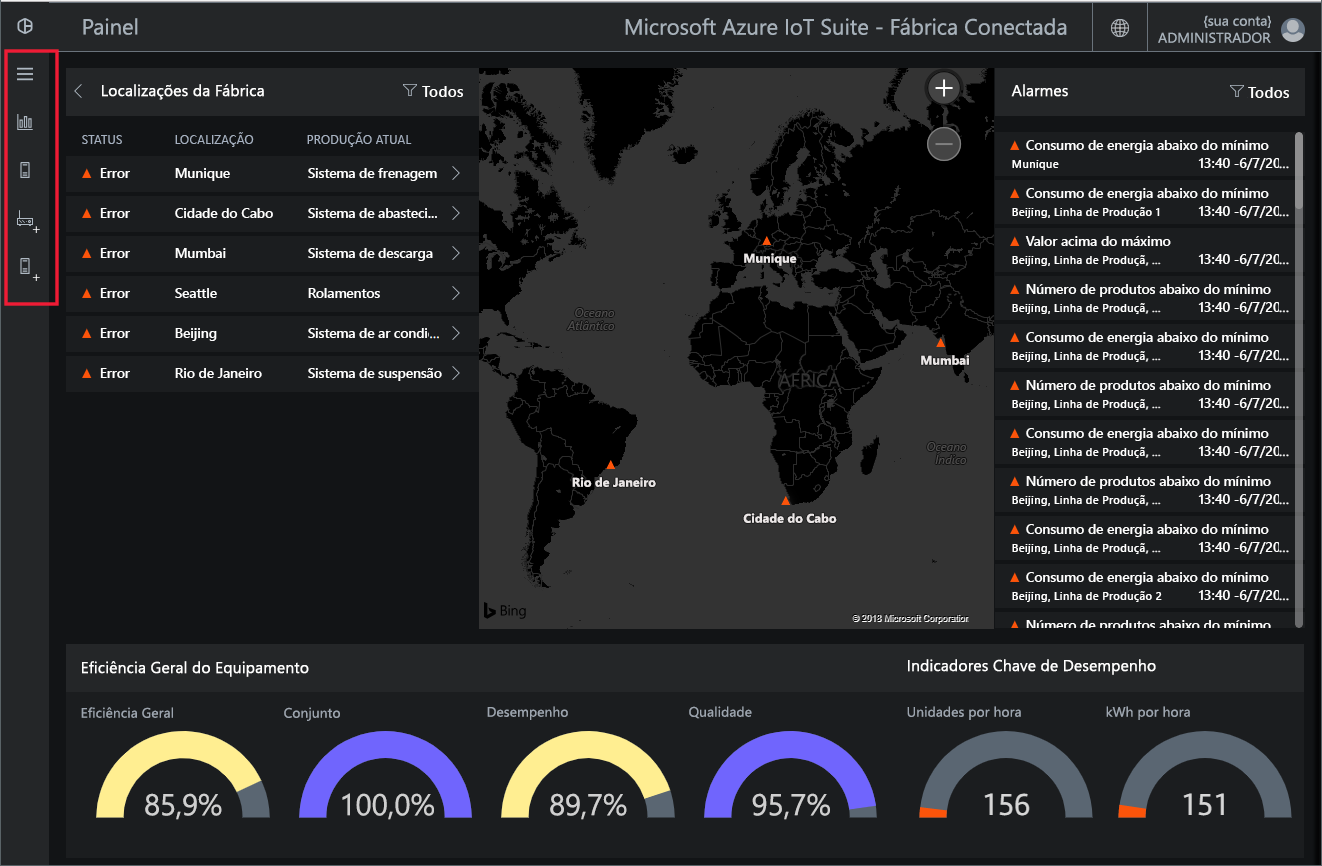 Painel
Microsoft Azure IoT Suite - Fábrica Conectada
{sua conta}
ADMINISTRADOR
Localizações da Fábrica
Todos
STATUS LOCALIZAÇÃO PRODUÇÃO ATUAL
Error Munique Sistema de frenagem
Error Cidade do Cabo Sistema de abasteci...
Error Mumbai Sistema de descarga
Error Seattle Rolamentos
Error Beijing Sistema de ar condi...
Error Rio de Janeiro Sistema de suspensão
Munique
Oceano
Atlântico
Mumbai
ÁFRICA
Oceano
Índico
Rio de Janeiro
Cidade do Cabo
Bing
© 2018 Microsoft Corporation
Alarmes
Todos
Consumo de energia abaixo do mínimo
Munique 13:40 -6/7/20...
Consumo de energia abaixo do mínimo
Beijing, Linha de Produção 1 13:40 -6/7/20...
Valor acima do máximo
Beijing, Linha de Produçã, ... 13:40 -6/7/20...
Número de produtos abaixo do mínimo
Beijing, Linha de Produçã, ... 13:40 -6/7/20...
Consumo de energia abaixo do mínimo
Beijing, Linha de Produçã, ... 13:40 -6/7/20...
Número de produtos abaixo do mínimo
Beijing, Linha de Produçã, ... 13:40 -6/7/20...
Consumo de energia abaixo do mínimo
Beijing, Linha de Produçã, ... 13:40 -6/7/20...
Número de produtos abaixo do mínimo
Beijing, Linha de Produçã, ... 13:40 -6/7/20...
Consumo de energia abaixo do mínimo
Beijing, Linha de Produçã, ... 13:40 -6/7/20...
Consumo de energia abaixo do mínimo
Beijing, Linha de Produção 2 13:40 -6/7/20...
Número de produtos abaixo do mínimo
Eficiência Geral do Equipamento
Indicadores Chave de Desempenho
Eficiência Geral Conjunto Desempenho Qualidade Unidades por hora kWh por hora
85,9% 100,0% 89,7% 95,7% 156 151